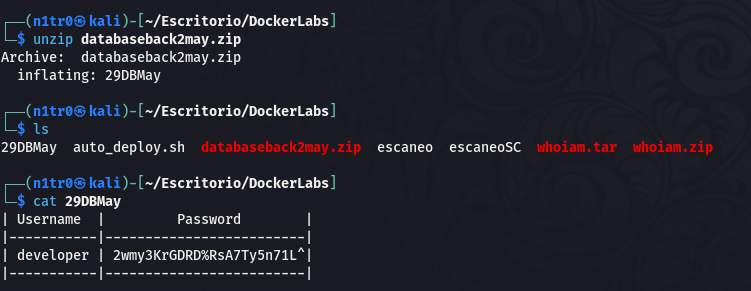 ┌──(n1tr0㉿kali)-[~/Escritorio/DockerLabs]
└─$ unzip databaseback2may.zip
Archive:  databaseback2may.zip
  inflating: 29DBMay
┌──(n1tr0㉿kali)-[~/Escritorio/DockerLabs]
└─$ ls
29DBMay  auto_deploy.sh  databaseback2may.zip  escaneo  escaneoSC  whoiam.tar  whoiam.zip
┌──(n1tr0㉿kali)-[~/Escritorio/DockerLabs]
└─$ cat 29DBMay
| Username  |         Password        |
|-----------|-------------------------|
| developer | 2wmy3KrGDRD%RsA7Ty5n71L^|
|-----------|-------------------------|